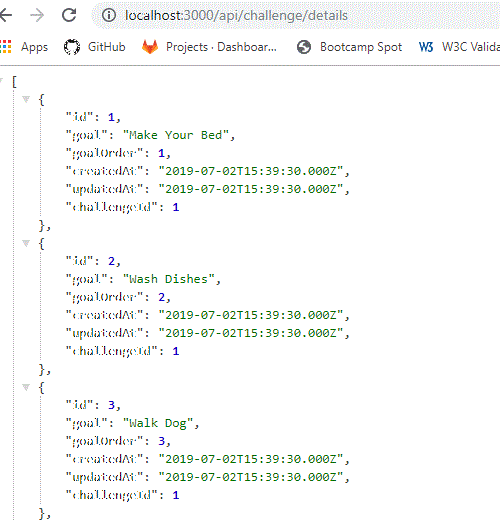 localhost:3000/api/challenge/details
Apps GitHub Projects · Dashboar... Bootcamp Spot W3 W3C Valida
[
{
"id": 1,
"goal": "Make Your Bed",
"goalOrder": 1,
"createdAt": "2019-07-02T15:39:30.000Z",
"updatedAt": "2019-07-02T15:39:30.000Z",
"challengeId": 1
},
{
"id": 2,
"goal": "Wash Dishes",
"goalOrder": 2,
"createdAt": "2019-07-02T15:39:30.000Z",
"updatedAt": "2019-07-02T15:39:30.000Z",
"challengeId": 1
},
{
"id": 3,
"goal": "Walk Dog",
"goalOrder": 3,
"createdAt": "2019-07-02T15:39:30.000Z",
"updatedAt": "2019-07-02T15:39:30.000Z",
"challengeId": 1
},